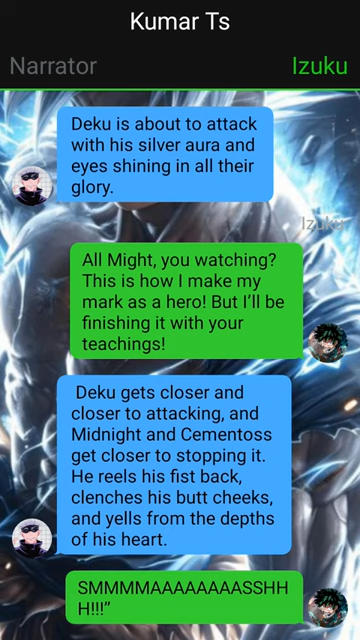 Kumar Ts
Narrator
Izuku
Deku is about to attack
with his silver aura and
eyes shining in all their
glory.
Izuku
All Might, you watching?
This is how I make my
mark as a hero! But I'll be
finishing it with your
teachings!
Deku gets closer and
closer to attacking, and
Midnight and Cementoss
get closer to stopping it.
He reels his fist back,
clenches his butt cheeks,
and yells from the depths
of his heart.
SMMMMAAAAAAAASSHH
H!!!”